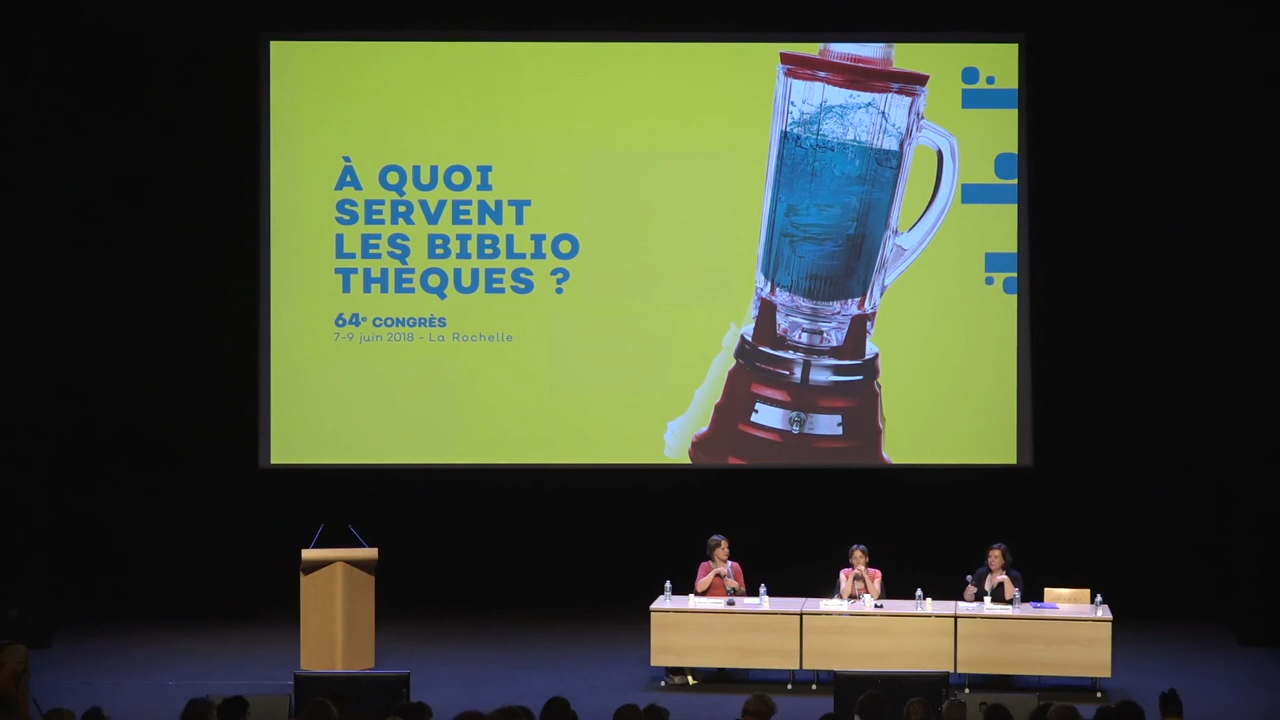 À QUOI
SERVENT
LES BIBLIO
THÈQUES ?
64e CONGRÈS
7-9 juin 2018 - La Rochelle